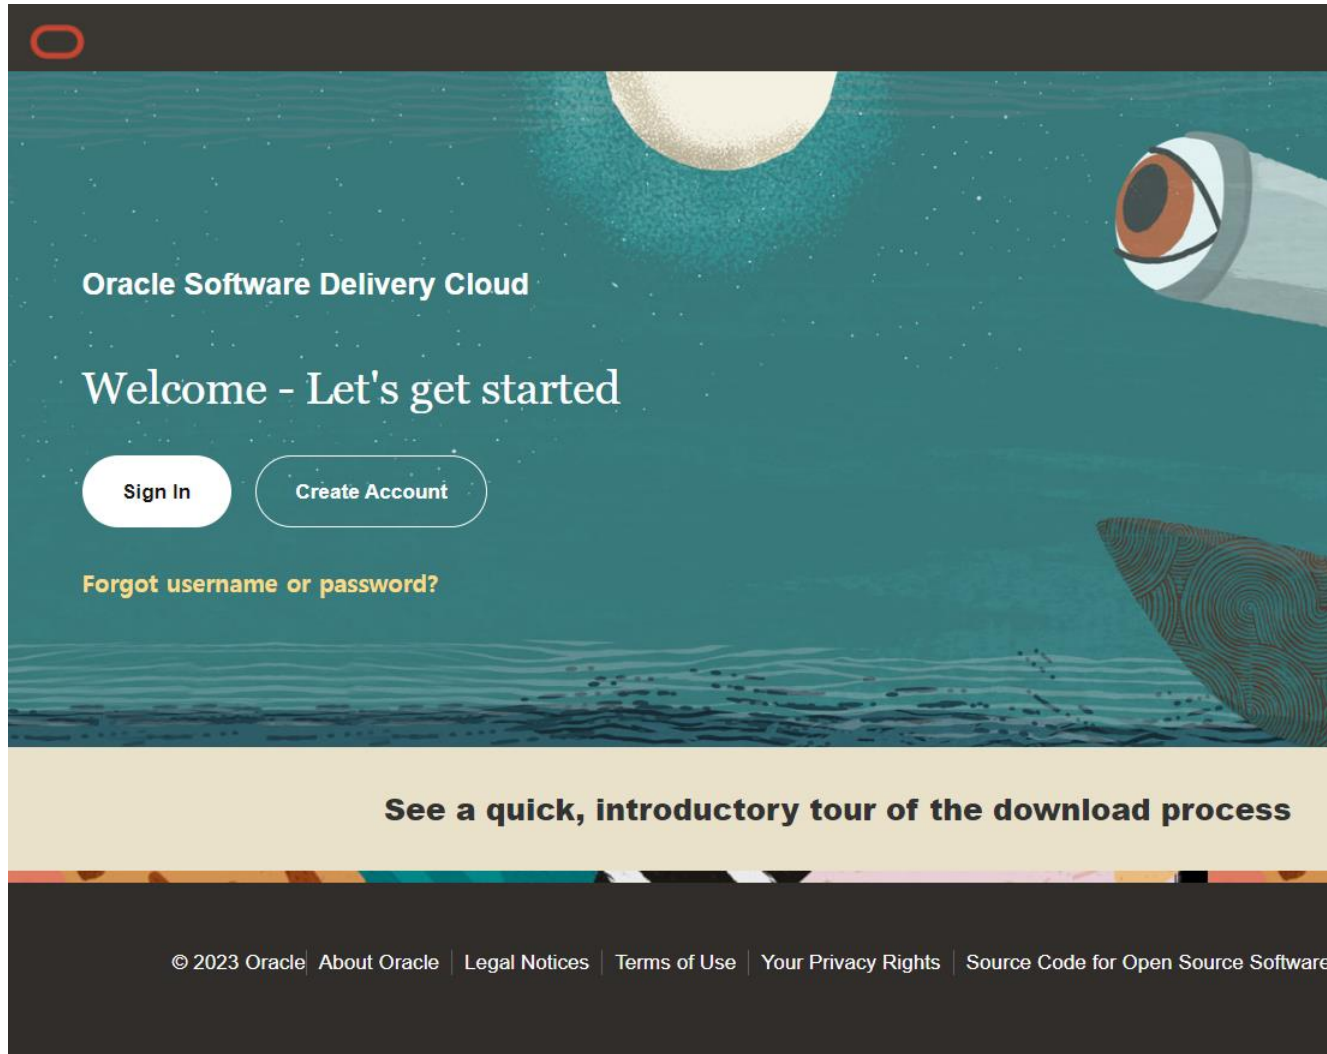 Oracle Software Delivery Cloud
Welcome - Let's get started
Sign In
Create Account
Forgot username or password?
See a quick, introductory tour of the download process
© 2023 Oracle | About Oracle | Legal Notices | Terms of Use | Your Privacy Rights | Source Code for Open Source Software